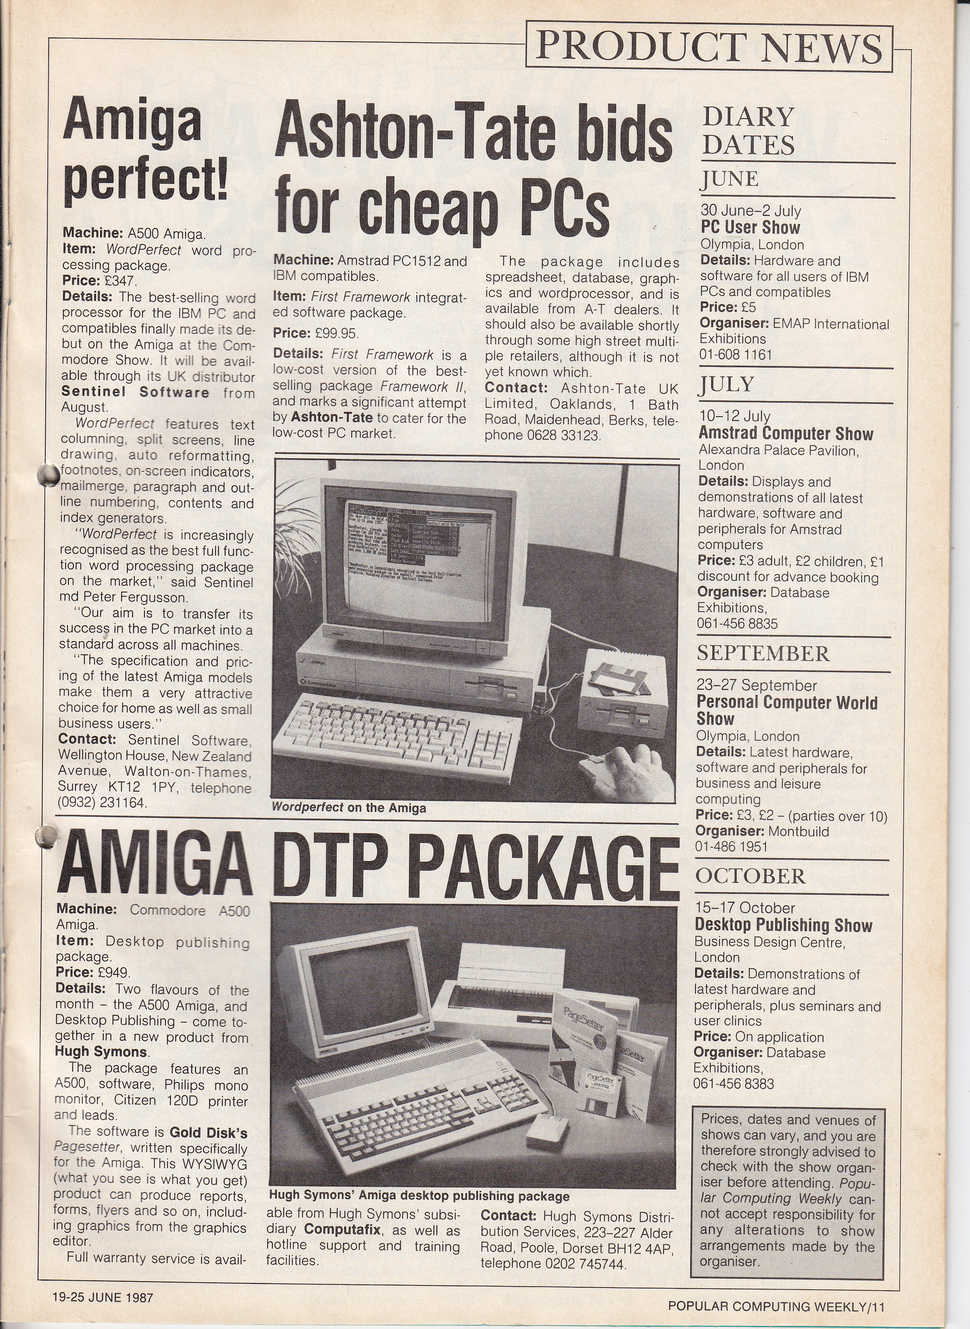 PRODUCT NEWS
Amiga
perfect!
Machine: A500 Amiga.
Item: WordPerfect word pro-
cessing package.
Price: £347.
Details: The best-selling word
processor for the IBM PC and
compatibles finally made its de-
but on the Amiga at the Com-
modore Show. It will be avail-
able through its UK distributor
Sentinel Software from
August.
WordPerfect features text
columning, split screens, line
drawing, auto reformatting,
footnotes, on-screen indicators,
mailmerge, paragraph and out-
line numbering, contents and
index generators.
"WordPerfect is increasingly
recognised as the best full func-
tion word processing package
on the market," said Sentinel
md Peter Fergusson.
"Our aim is to transfer its
success in the PC market into a
standard across all machines.
"The specification and pric-
ing of the latest Amiga models
make them a very attractive
choice for home as well as small
business users."
Contact: Sentinel Software,
Wellington House, New Zealand
Avenue, Walton-on-Thames,
Surrey KT12 1PY, telephone
(0932) 231164.
Ashton-Tate bids
for cheap PCs
Machine: Amstrad PC1512 and
IBM compatibles.
Item: First Framework integrat-
ed software package.
Price: £99.95.
Details: First Framework is a
low-cost version of the best-
selling package Framework II,
and marks a significant attempt
by Ashton-Tate to cater for the
low-cost PC market.
The package includes
spreadsheet, database, graph-
ics and wordprocessor, and is
available from A-T dealers. It
should also be available shortly
through some high street multi-
ple retailers, although it is not
yet known which.
Contact: Ashton-Tate UK
Limited, Oaklands, 1 Bath
Road, Maidenhead, Berks, tele-
phone 0628 33123.
Wordperfect on the Amiga
AMIGA DTP PACKAGE
Machine: Commodore A500
Amiga.
Item: Desktop publishing
package.
Price: £949.
Details: Two flavours of the
month – the A500 Amiga, and
Desktop Publishing – come to-
gether in a new product from
Hugh Symons.
The package features an
A500, software, Philips mono
monitor, Citizen 120D printer
and leads.
The software is Gold Disk's
Pagesetter, written specifically
for the Amiga. This WYSIWYG
(what you see is what you get)
product can produce reports,
forms, flyers and so on, includ-
ing graphics from the graphics
editor.
Full warranty service is avail-
PageSetter
PageSetter
Hugh Symons' Amiga desktop publishing package
able from Hugh Symons' subsi-
diary Computafix, as well as
hotline support and training
facilities.
Contact: Hugh Symons Distri-
bution Services, 223–227 Alder
Road, Poole, Dorset BH12 4AP,
telephone 0202 745744.
DIARY
DATES
JUNE
30 June–2 July
PC User Show
Olympia, London
Details: Hardware and
software for all users of IBM
PCs and compatibles
Price: £5
Organiser: EMAP International
Exhibitions
01-608 1161
JULY
10–12 July
Amstrad Computer Show
Alexandra Palace Pavilion,
London
Details: Displays and
demonstrations of all latest
hardware, software and
peripherals for Amstrad
computers
Price: £3 adult, £2 children, £1
discount for advance booking
Organiser: Database
Exhibitions,
061-456 8835
SEPTEMBER
23–27 September
Personal Computer World
Show
Olympia, London
Details: Latest hardware,
software and peripherals for
business and leisure
computing
Price: £3, £2 – (parties over 10)
Organiser: Montbuild
01-486 1951
OCTOBER
15–17 October
Desktop Publishing Show
Business Design Centre,
London
Details: Demonstrations of
latest hardware and
peripherals, plus seminars and
user clinics
Price: On application
Organiser: Database
Exhibitions,
061-456 8383
Prices, dates and venues of
shows can vary, and you are
therefore strongly advised to
check with the show organ-
iser before attending. Popu-
lar Computing Weekly can-
not accept responsibility for
any alterations to show
arrangements made by the
organiser.
19-25 JUNE 1987
POPULAR COMPUTING WEEKLY/11